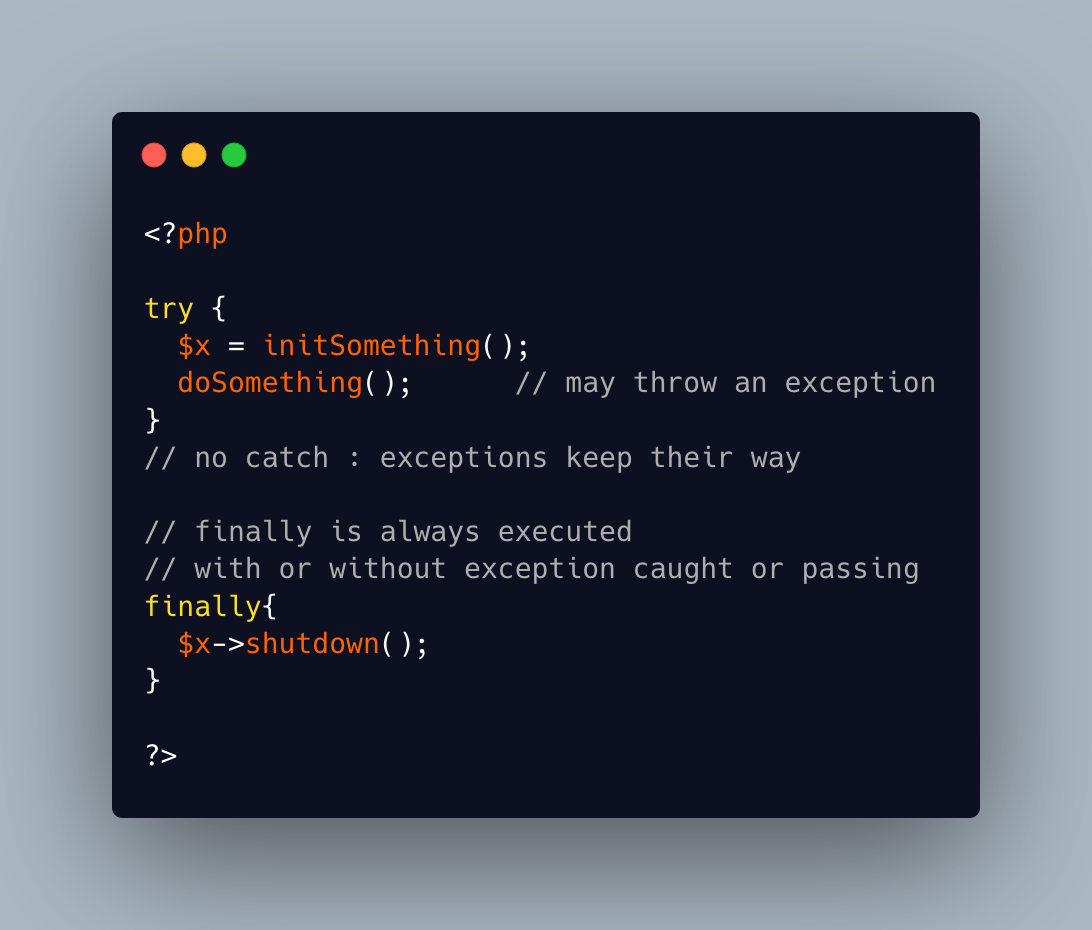 <?php

try {
  $x = initSomething();
  doSomething();      // may throw an exception
}
// no catch : exceptions keep their way

// finally is always executed
// with or without exception caught or passing
finally{
  $x->shutdown();
}

?>